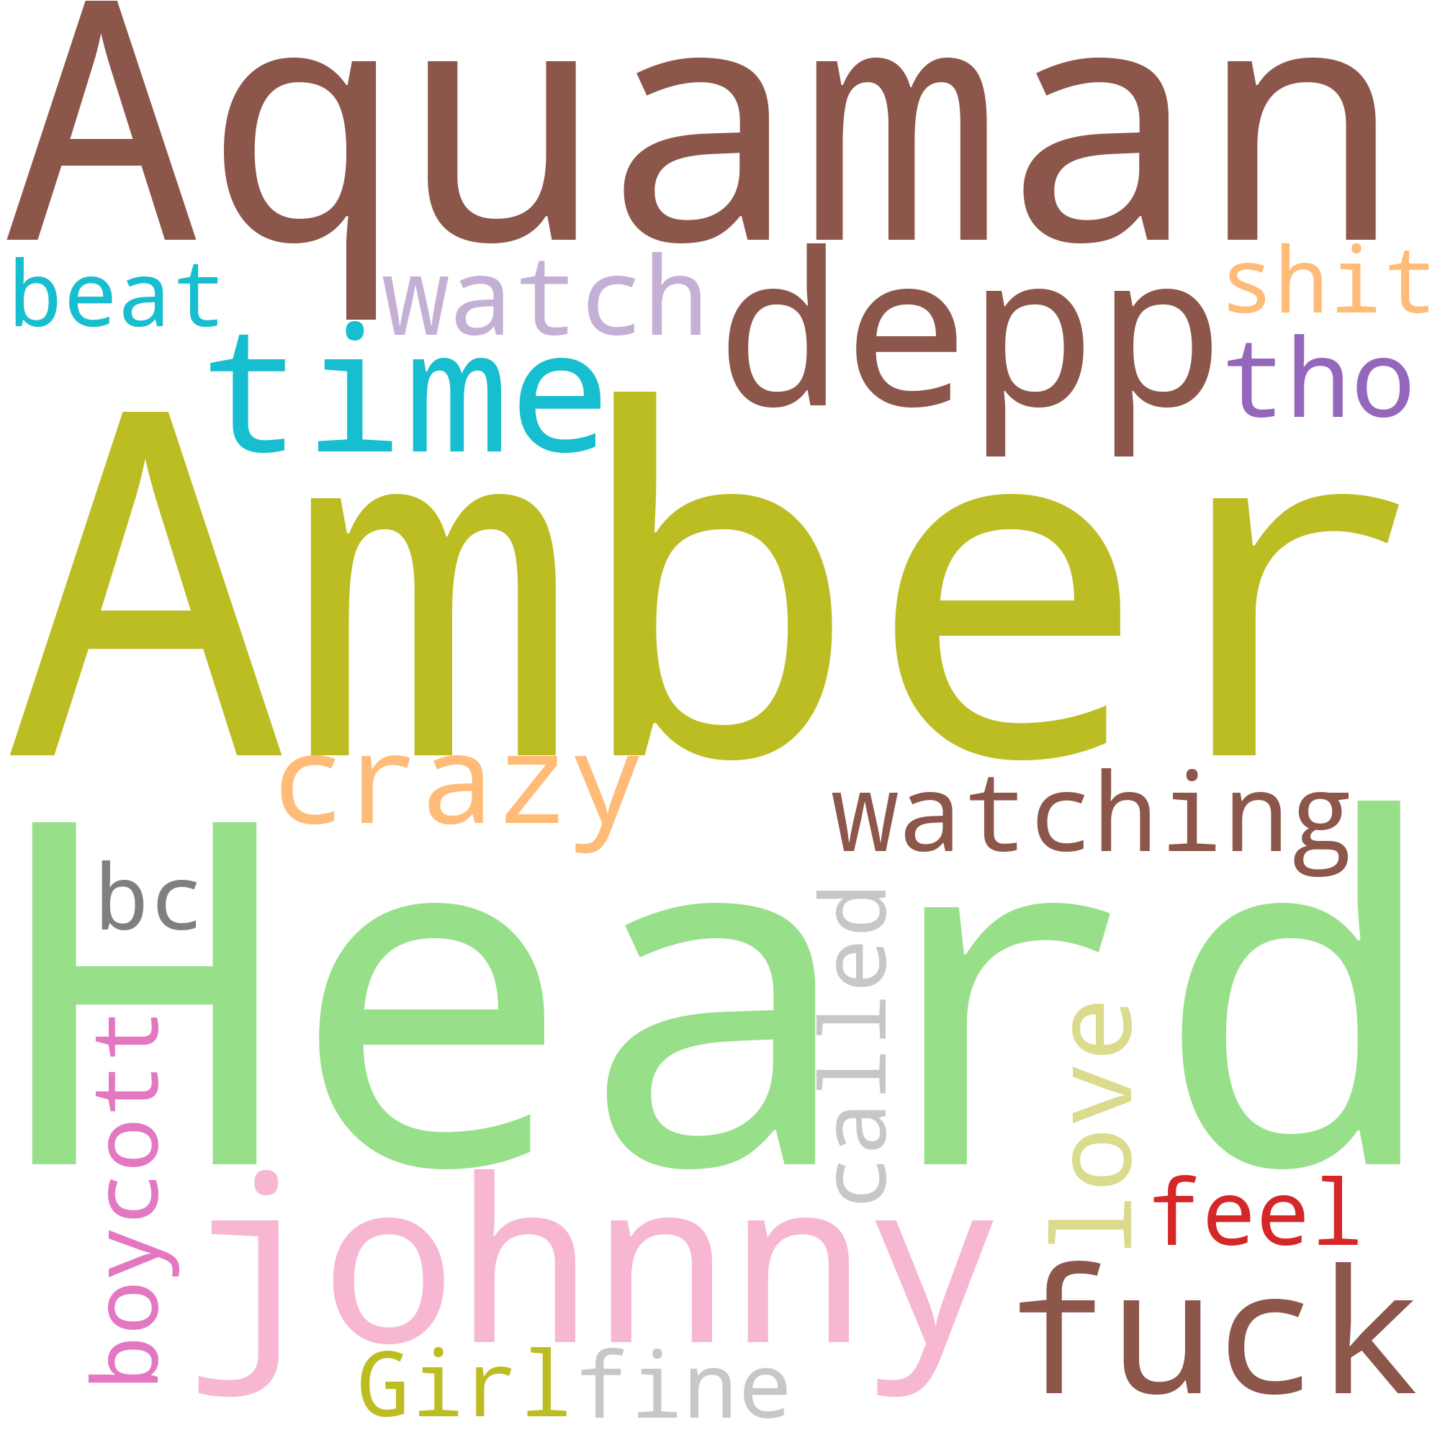 Aquaman
beat
watch
depp
shit
time
tho
Amber
crazy
watching
Heard
bc
called
boycott
love
johnny
feel
fuck
Girl
fine